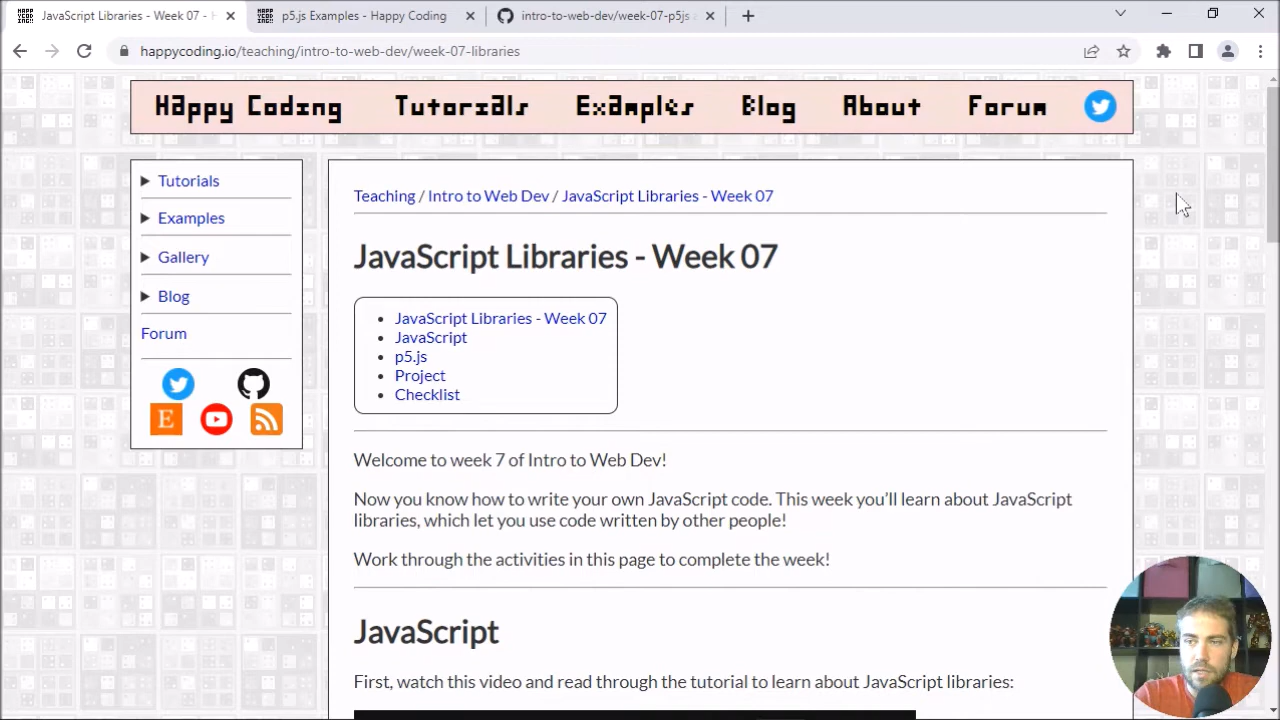 JavaScript Libraries - Week 07 - H
p5.js Examples - Happy Coding
intro-to-web-dev/week-07-p5js a
happycoding.io/teaching/intro-to-web-dev/week-07-libraries
Happy Coding Tutorials Examples Blog About Forum
Tutorials
Examples
Gallery
Blog
Forum
Teaching / Intro to Web Dev / JavaScript Libraries - Week 07
JavaScript Libraries - Week 07
JavaScript Libraries - Week 07
JavaScript
p5.js
Project
Checklist
Welcome to week 7 of Intro to Web Dev!
Now you know how to write your own JavaScript code. This week you'll learn about JavaScript
libraries, which let you use code written by other people!
Work through the activities in this page to complete the week!
JavaScript
First, watch this video and read through the tutorial to learn about JavaScript libraries: